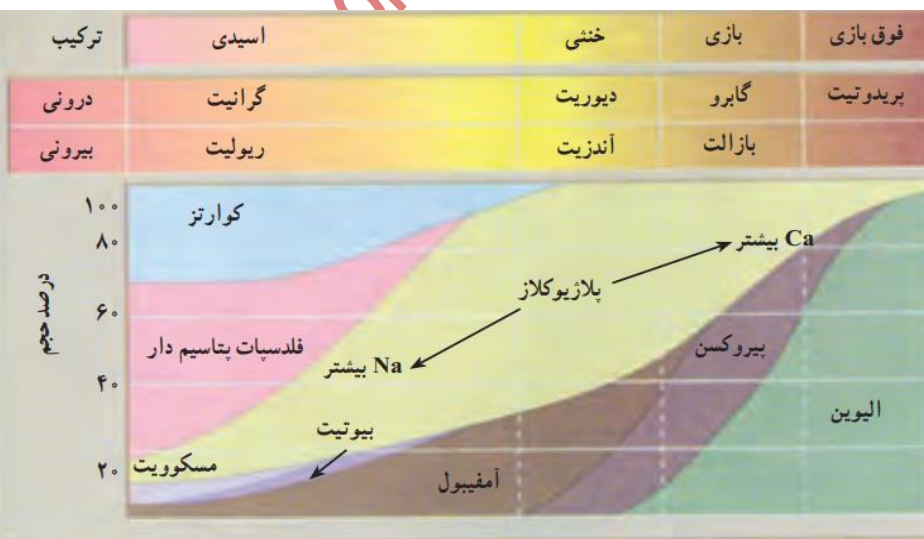 ترکیب اسیدی خنثی بازی فوق بازی
درونی گرانیت دیوریت گابرو پریدوتیت
بیرونی ریولیت آندزیت بازالت
درصد حجم
۱۰۰
۸۰
۶۰
۴۰
۲۰
کوارتز
Ca بیشتر
پلاژیوکلاز
فلدسپات پتاسیم دار
Na بیشتر
پیروکسن
الیوین
بیوتیت
مسکوویت
آمفیبول